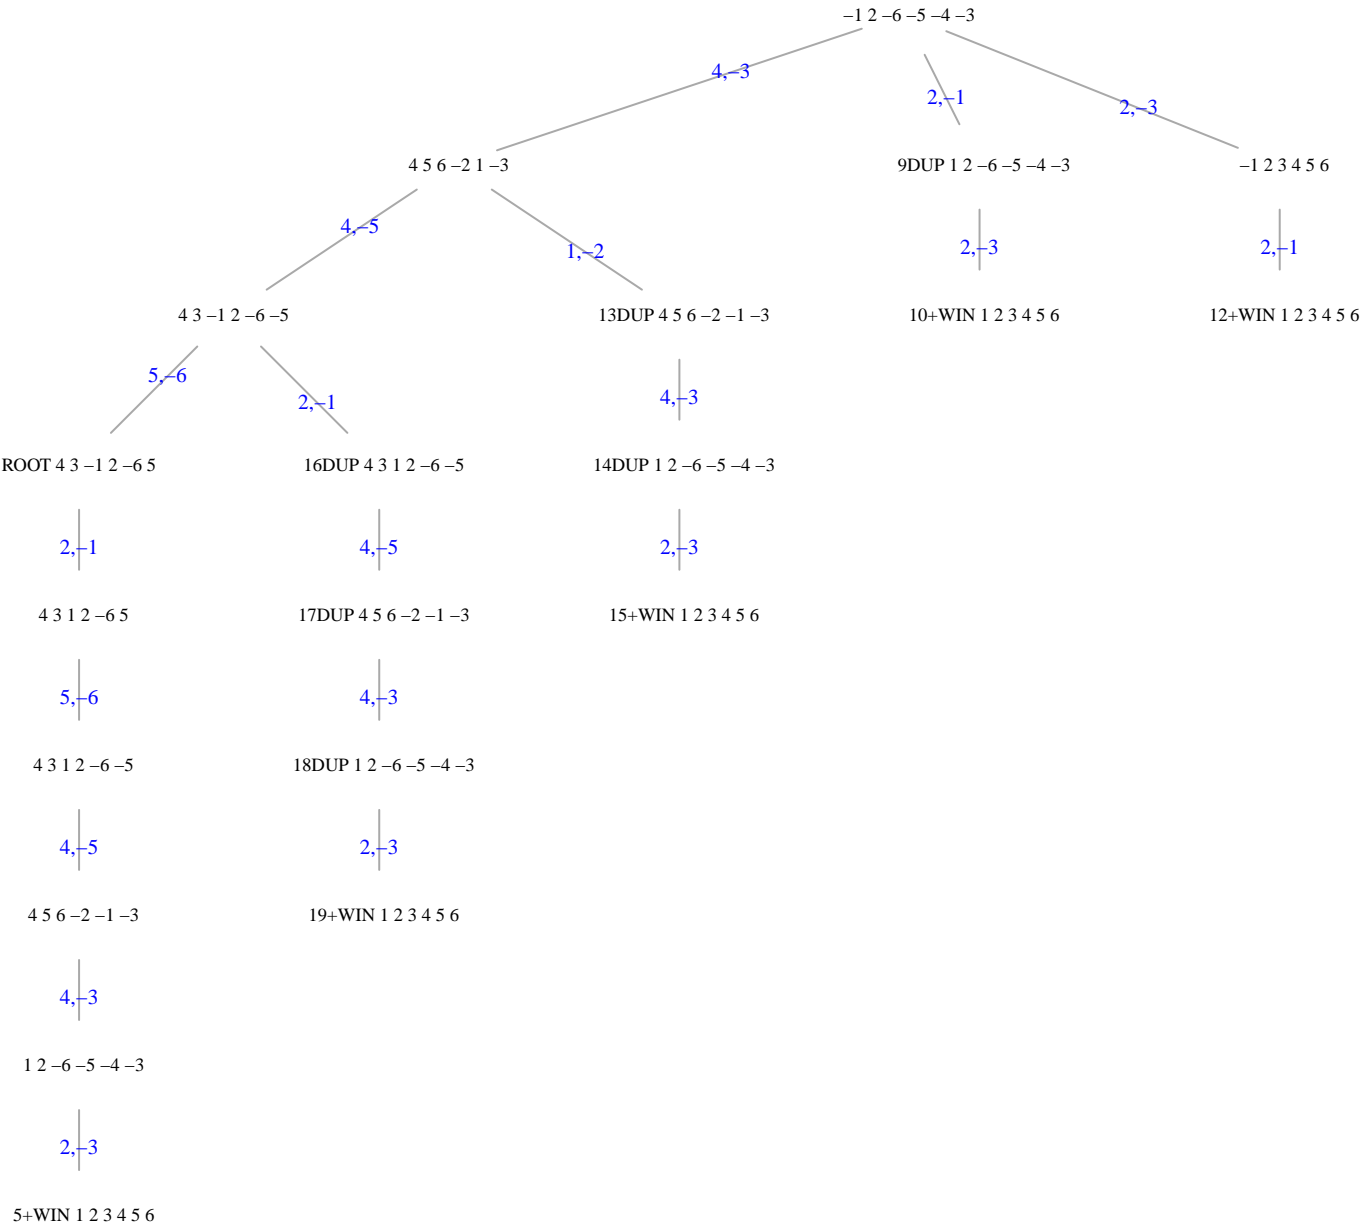 –1 2 –6 –5 –4 –3
4,–3
2,–1
2,–3
4 5 6 –2 1 –3
9DUP 1 2 –6 –5 –4 –3
–1 2 3 4 5 6
4,–5
1,–2
2,–3
2,–1
4 3 –1 2 –6 –5
13DUP 4 5 6 –2 –1 –3
10+WIN 1 2 3 4 5 6
12+WIN 1 2 3 4 5 6
5,–6
2,–1
4,–3
ROOT 4 3 –1 2 –6 5
16DUP 4 3 1 2 –6 –5
14DUP 1 2 –6 –5 –4 –3
2,–1
4,–5
2,–3
4 3 1 2 –6 5
17DUP 4 5 6 –2 –1 –3
15+WIN 1 2 3 4 5 6
5,–6
4,–3
4 3 1 2 –6 –5
18DUP 1 2 –6 –5 –4 –3
4,–5
2,–3
4 5 6 –2 –1 –3
19+WIN 1 2 3 4 5 6
4,–3
1 2 –6 –5 –4 –3
2,–3
5+WIN 1 2 3 4 5 6